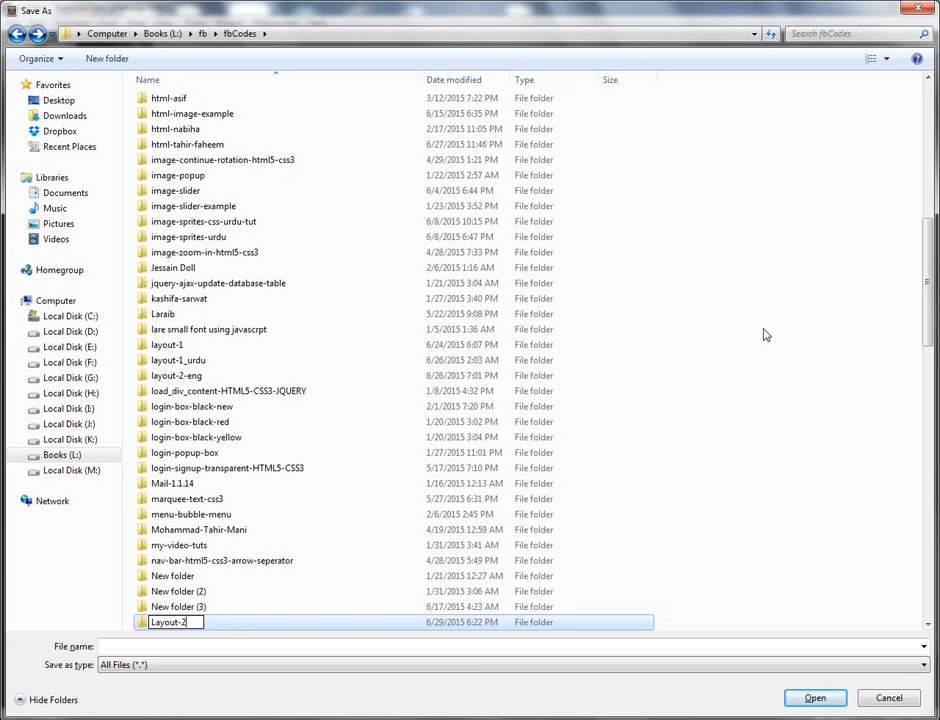 Save As
Computer ▸ Books (L:) ▸ fb ▸ fbCodes ▸
Search fbCodes
Organize
New folder
Name
Date modified
Type
Size
Favorites
Desktop
Downloads
Dropbox
Recent Places
Libraries
Documents
Music
Pictures
Videos
Homegroup
Computer
Local Disk (C:)
Local Disk (D:)
Local Disk (E:)
Local Disk (F:)
Local Disk (G:)
Local Disk (H:)
Local Disk (I:)
Local Disk (J:)
Local Disk (K:)
Books (L:)
Local Disk (M:)
Network
html-asif 3/12/2015 7:22 PM File folder
html-image-example 6/15/2015 6:35 PM File folder
html-nabiha 2/17/2015 11:05 PM File folder
html-tahir-faheem 6/27/2015 11:46 PM File folder
image-continue-rotation-html5-css3 4/29/2015 1:21 PM File folder
image-popup 1/22/2015 2:57 AM File folder
image-slider 6/4/2015 6:44 PM File folder
image-slider-example 1/23/2015 3:52 PM File folder
image-sprites-css-urdu-tut 6/8/2015 10:15 PM File folder
image-sprites-urdu 6/8/2015 6:47 PM File folder
image-zoom-in-html5-css3 4/28/2015 7:33 PM File folder
Jessain Doll 2/6/2015 1:16 AM File folder
jquery-ajax-update-database-table 1/21/2015 3:04 AM File folder
kashifa-sarwat 1/27/2015 3:40 PM File folder
Laraib 5/22/2015 9:08 PM File folder
lare small font using javascrpt 1/5/2015 1:36 AM File folder
layout-1 6/24/2015 6:07 PM File folder
layout-1_urdu 6/26/2015 2:03 AM File folder
layout-2-eng 6/26/2015 7:01 PM File folder
load_div_content-HTML5-CSS3-JQUERY 1/8/2015 4:32 PM File folder
login-box-black-new 2/1/2015 7:20 PM File folder
login-box-black-red 1/20/2015 3:02 PM File folder
login-box-black-yellow 1/20/2015 3:04 PM File folder
login-popup-box 1/27/2015 11:01 PM File folder
login-signup-transparent-HTML5-CSS3 5/17/2015 7:10 PM File folder
Mail-1.1.14 1/16/2015 12:13 AM File folder
marquee-text-css3 5/27/2015 6:31 PM File folder
menu-bubble-menu 2/6/2015 2:45 PM File folder
Mohammad-Tahir-Mani 4/19/2015 12:59 AM File folder
my-video-tuts 1/31/2015 3:41 AM File folder
nav-bar-html5-css3-arrow-seperator 4/28/2015 5:49 PM File folder
New folder 1/21/2015 12:27 AM File folder
New folder (2) 1/31/2015 3:06 AM File folder
New folder (3) 6/17/2015 4:23 AM File folder
Layout-2 6/29/2015 6:22 PM File folder
File name:
Save as type: All Files (*.*)
Hide Folders
Open
Cancel